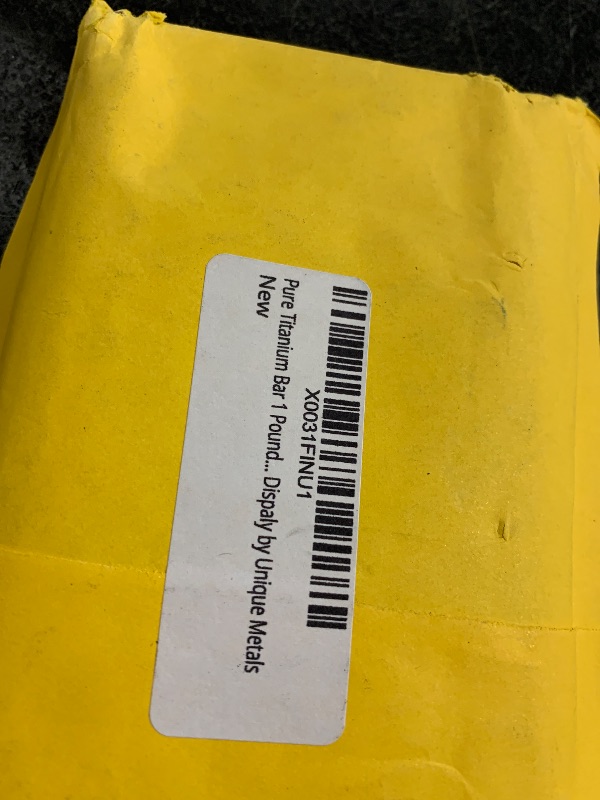 X0031FINU1
Pure Titanium Bar 1 Pound... Dispaly by Unique Metals
New